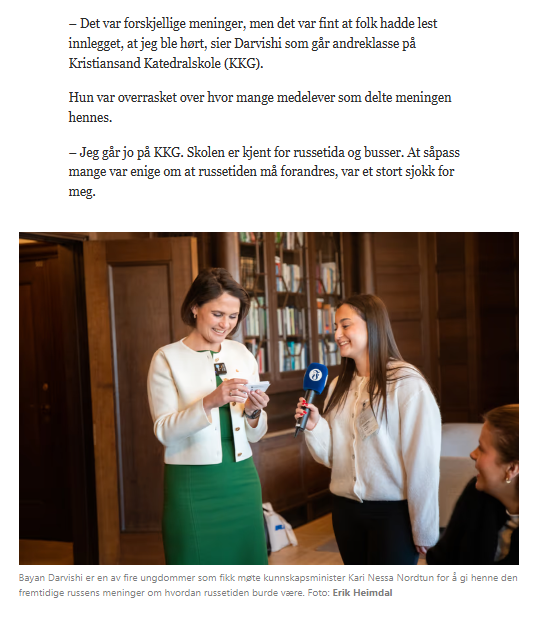 – Det var forskjellige meninger, men det var fint at folk hadde lest
innlegget, at jeg ble hørt, sier Darvishi som går andreklasse på
Kristiansand Katedralskole (KKG).
Hun var overrasket over hvor mange medelever som delte meningen
hennes.
– Jeg går jo på KKG. Skolen er kjent for russetida og busser. At såpass
mange var enige om at russetiden må forandres, var et stort sjokk for
meg.
Bayan Darvishi er en av fire ungdommer som fikk møte kunnskapsminister Kari Nessa Nordtun for å gi henne den
fremtidige russens meninger om hvordan russetiden burde være. Foto: Erik Heimdal